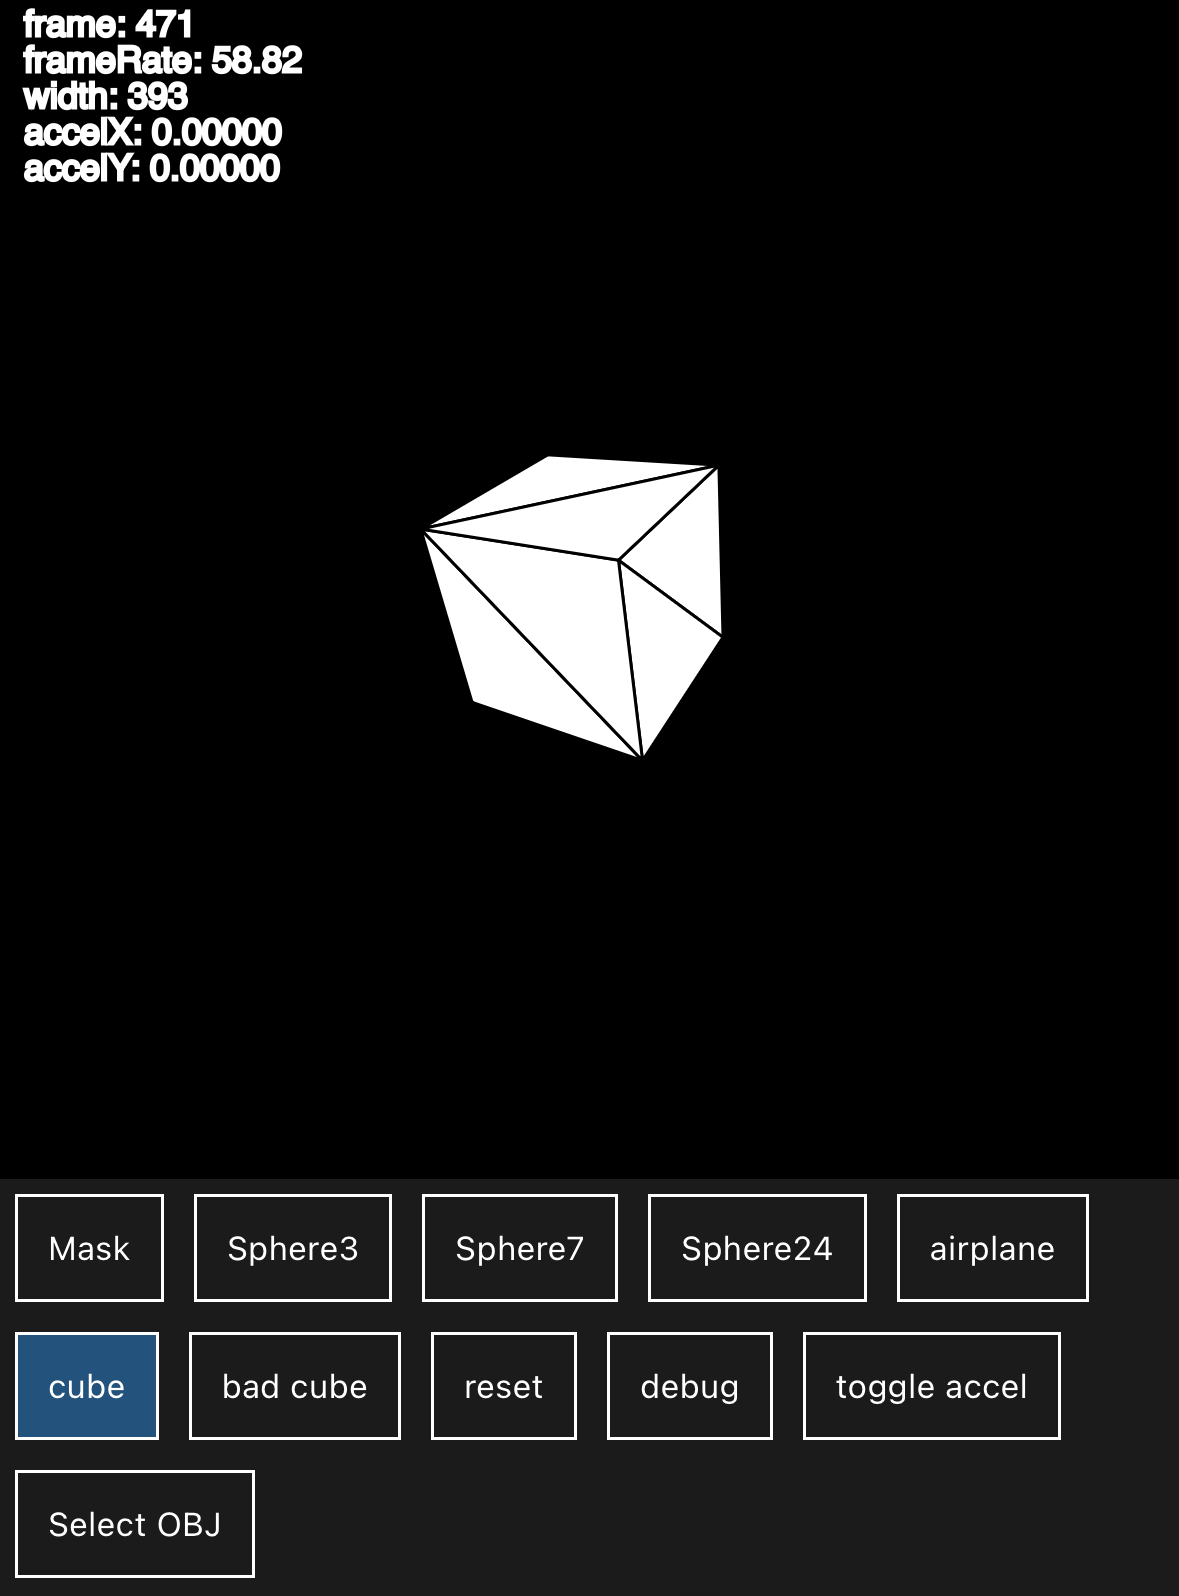 frame: 471
frameRate: 58.82
width: 393
accelX: 0.00000
accelY: 0.00000
Mask Sphere3 Sphere7 Sphere24 airplane
cube bad cube reset debug toggle accel
Select OBJ